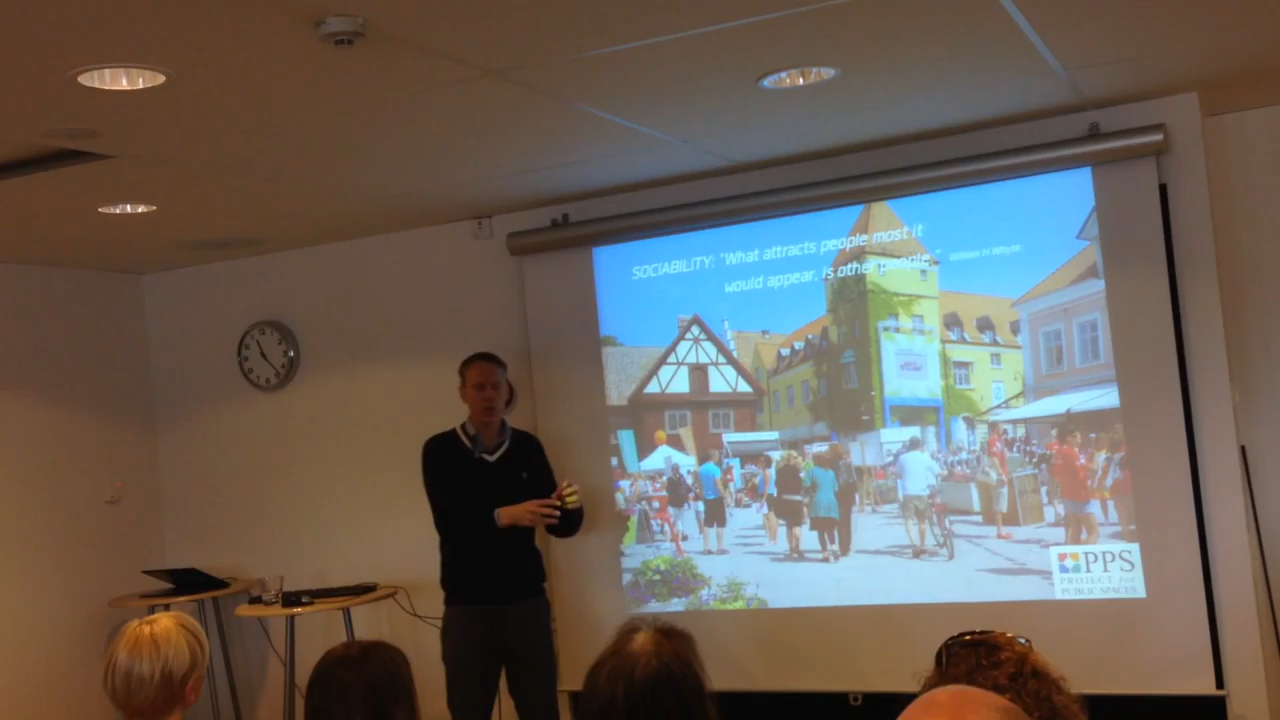 SOCIABILITY: "What attracts people most it
would appear, is other people." William H Whyte
PPS
PROJECT for
PUBLIC SPACES